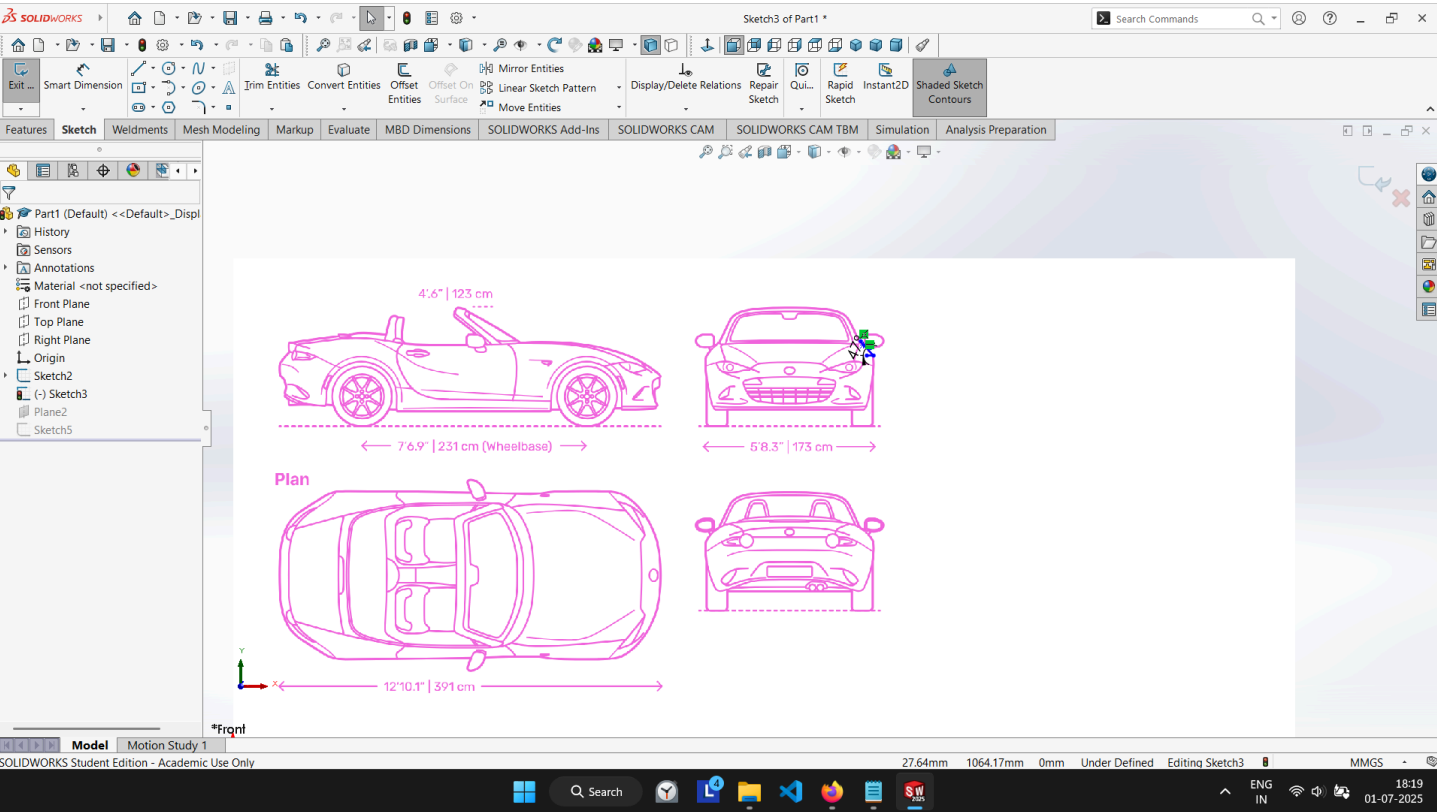 SOLIDWORKS
Sketch3 of Part1 *
Search Commands
Exit ...
Smart Dimension
Trim Entities
Convert Entities
Offset Entities
Offset On Surface
Mirror Entities
Linear Sketch Pattern
Move Entities
Display/Delete Relations
Repair Sketch
Qui...
Rapid Sketch
Instant2D
Shaded Sketch Contours
Features
Sketch
Weldments
Mesh Modeling
Markup
Evaluate
MBD Dimensions
SOLIDWORKS Add-Ins
SOLIDWORKS CAM
SOLIDWORKS CAM TBM
Simulation
Analysis Preparation
Part1 (Default) <<Default>_Displ
History
Sensors
Annotations
Material <not specified>
Front Plane
Top Plane
Right Plane
Origin
Sketch2
(-) Sketch3
Plane2
Sketch5
4'.6" | 123 cm
7'6.9" | 231 cm (Wheelbase)
5'8.3" | 173 cm
Plan
12'10.1" | 391 cm
Y
X
*Front
Model
Motion Study 1
SOLIDWORKS Student Edition - Academic Use Only
27.64mm
1064.17mm
0mm
Under Defined
Editing Sketch3
MMGS
Search
4
SW
2025
ENG
IN
18:19
01-07-2025